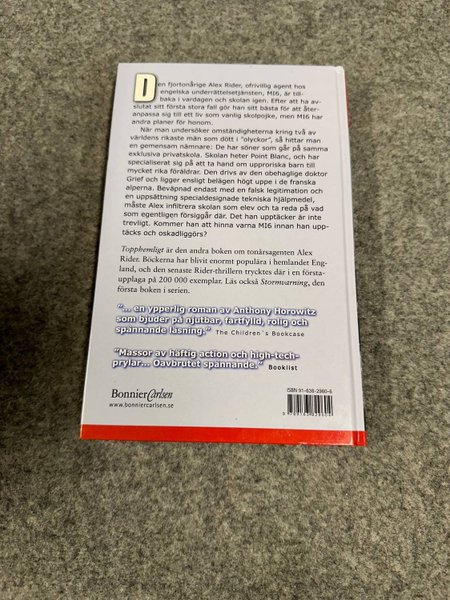 Den fjortonårige Alex Rider, ofrivillig agent hos
engelska underrättelsetjänsten, MI6, är till-
baka i vardagen och skolan igen. Efter att ha av-
slutat sitt första stora fall gör han sitt bästa för att åter-
anpassa sig till ett liv som vanlig skolpojke, men MI6 har
andra planer för honom.
När man undersöker omständigheterna kring två av
världens rikaste män som dött i "olyckor", så hittar man
en gemensam nämnare: De har söner som går på samma
exklusiva privatskola. Skolan heter Point Blanc, och har
specialiserat sig på att ta hand om upproriska barn till
mycket rika föräldrar. Den drivs av den obehaglige doktor
Grief och ligger ensligt belägen högt uppe i de franska
alperna. Beväpnad endast med en falsk legitimation och
en uppsättning specialdesignade tekniska hjälpmedel,
måste Alex infiltrera skolan som elev och ta reda på vad
som egentligen försiggår där. Det han upptäcker är inte
trevligt. Kommer han att hinna varna MI6 innan han upp-
täcks och oskadliggörs?
Topphemligt är den andra boken om tonårsagenten Alex
Rider. Böckerna har blivit enormt populära i hemlandet Eng-
land, och den senaste Rider-thrillern trycktes där i en första-
upplaga på 200 000 exemplar. Läs också Stormvarning, den
första boken i serien.
"... en ypperlig roman av Anthony Horowitz
som bjuder på njutbar, fartfylld, rolig och
spännande läsning." The Children´s Bookcase
"Massor av häftig action och high-tech-
prylar... Oavbrutet spännande." Booklist
BonnierCarlsen
www.bonniercarlsen.se
ISBN 91-638-2960-6
9789163829604